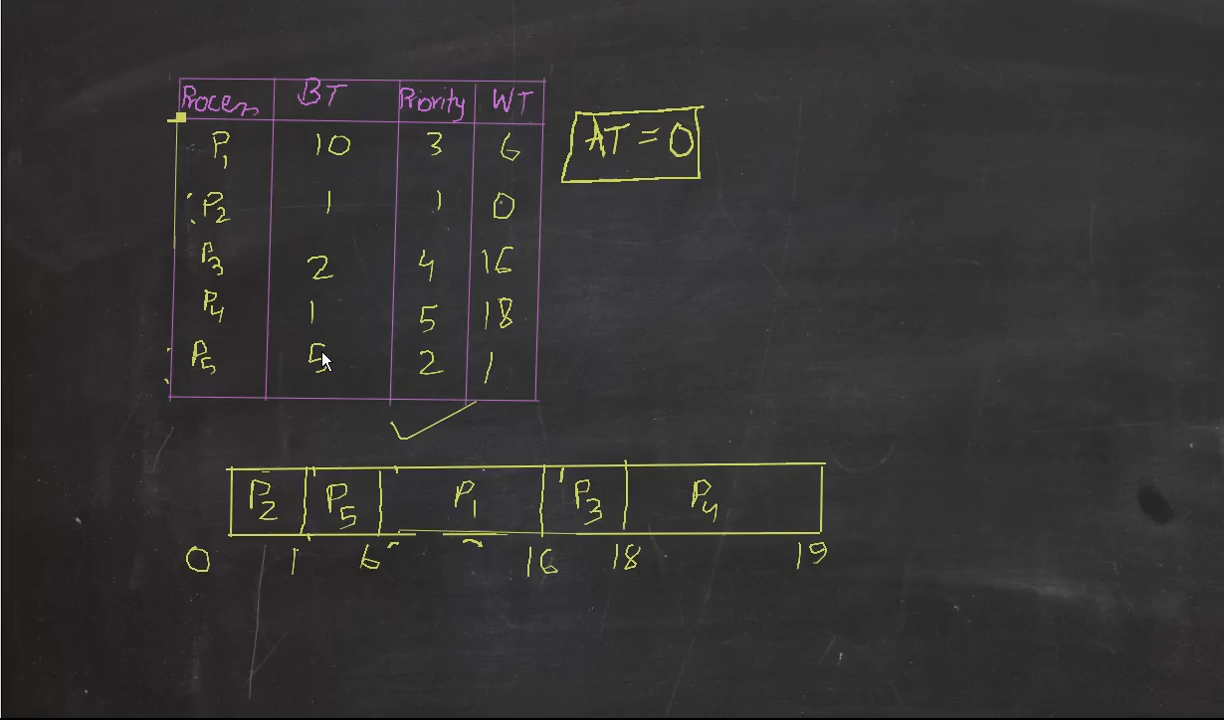 Process BT Priority WT
P1 10 3 6
P2 1 1 0
P3 2 4 16
P4 1 5 18
P5 5 2 1
AT = 0
P2 P5 P1 P3 P4
0 1 6 16 18 19